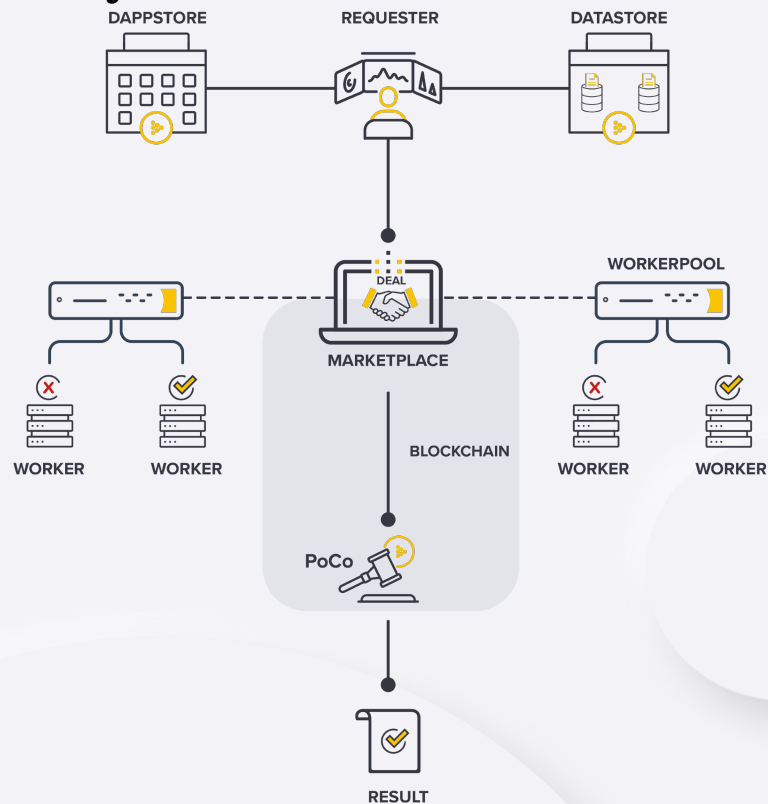 DAPPSTORE
REQUESTER
DATASTORE
DEAL
WORKERPOOL
MARKETPLACE
WORKER
WORKER
WORKER
WORKER
BLOCKCHAIN
PoCo
RESULT